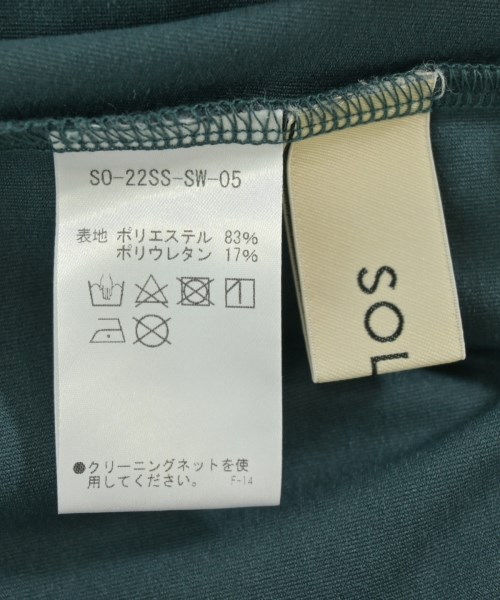 SO-22SS-SW-05
表地 ポリエステル 83%
ポリウレタン 17%
●クリーニングネットを使
用してください。 F-14
SOL